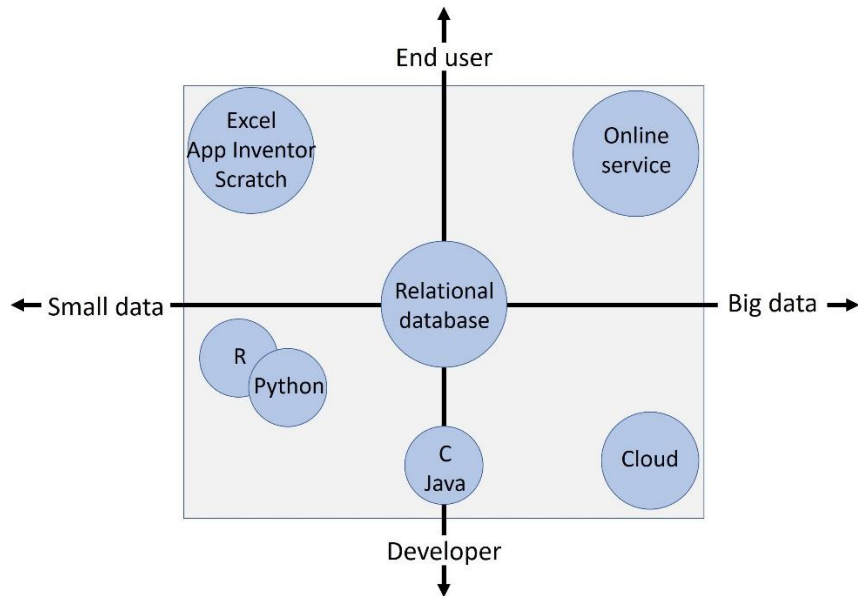 End user
Excel
App Inventor
Scratch
Online
service
Relational
database
Small data
Big data
R
Python
C
Java
Cloud
Developer